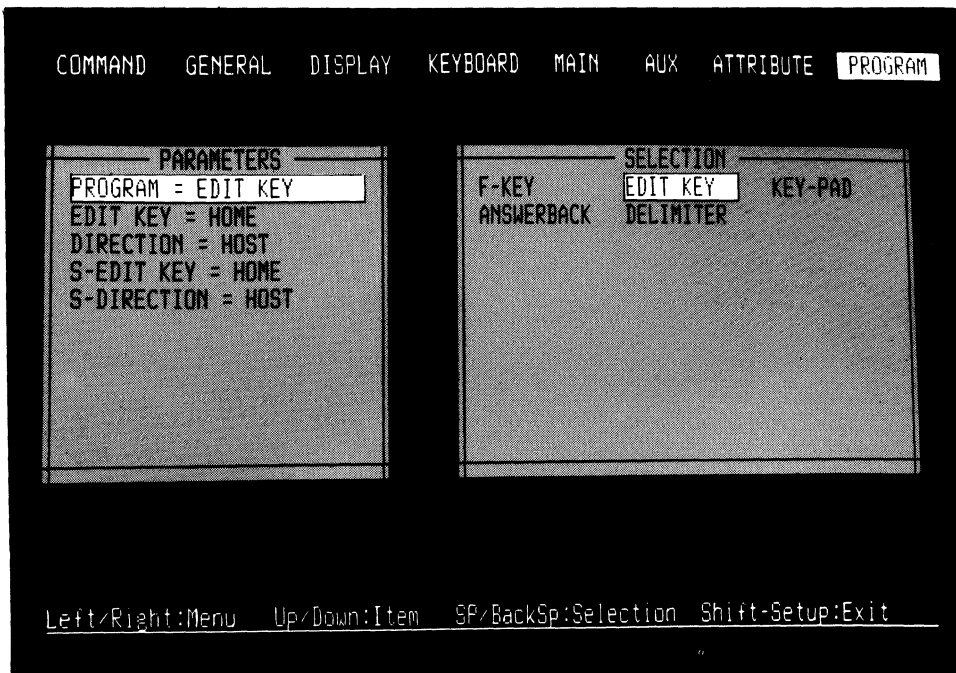 COMMAND GENERAL DISPLAY KEYBOARD MAIN AUX ATTRIBUTE PROGRAM
PARAMETERS
PROGRAM = EDIT KEY
EDIT KEY = HOME
DIRECTION = HOST
S-EDIT KEY = HOME
S-DIRECTION = HOST
SELECTION
F-KEY EDIT KEY KEY-PAD
ANSWERBACK DELIMITER
Left/Right:Menu Up/Down:Item SP/BackSp:Selection Shift-Setup:Exit